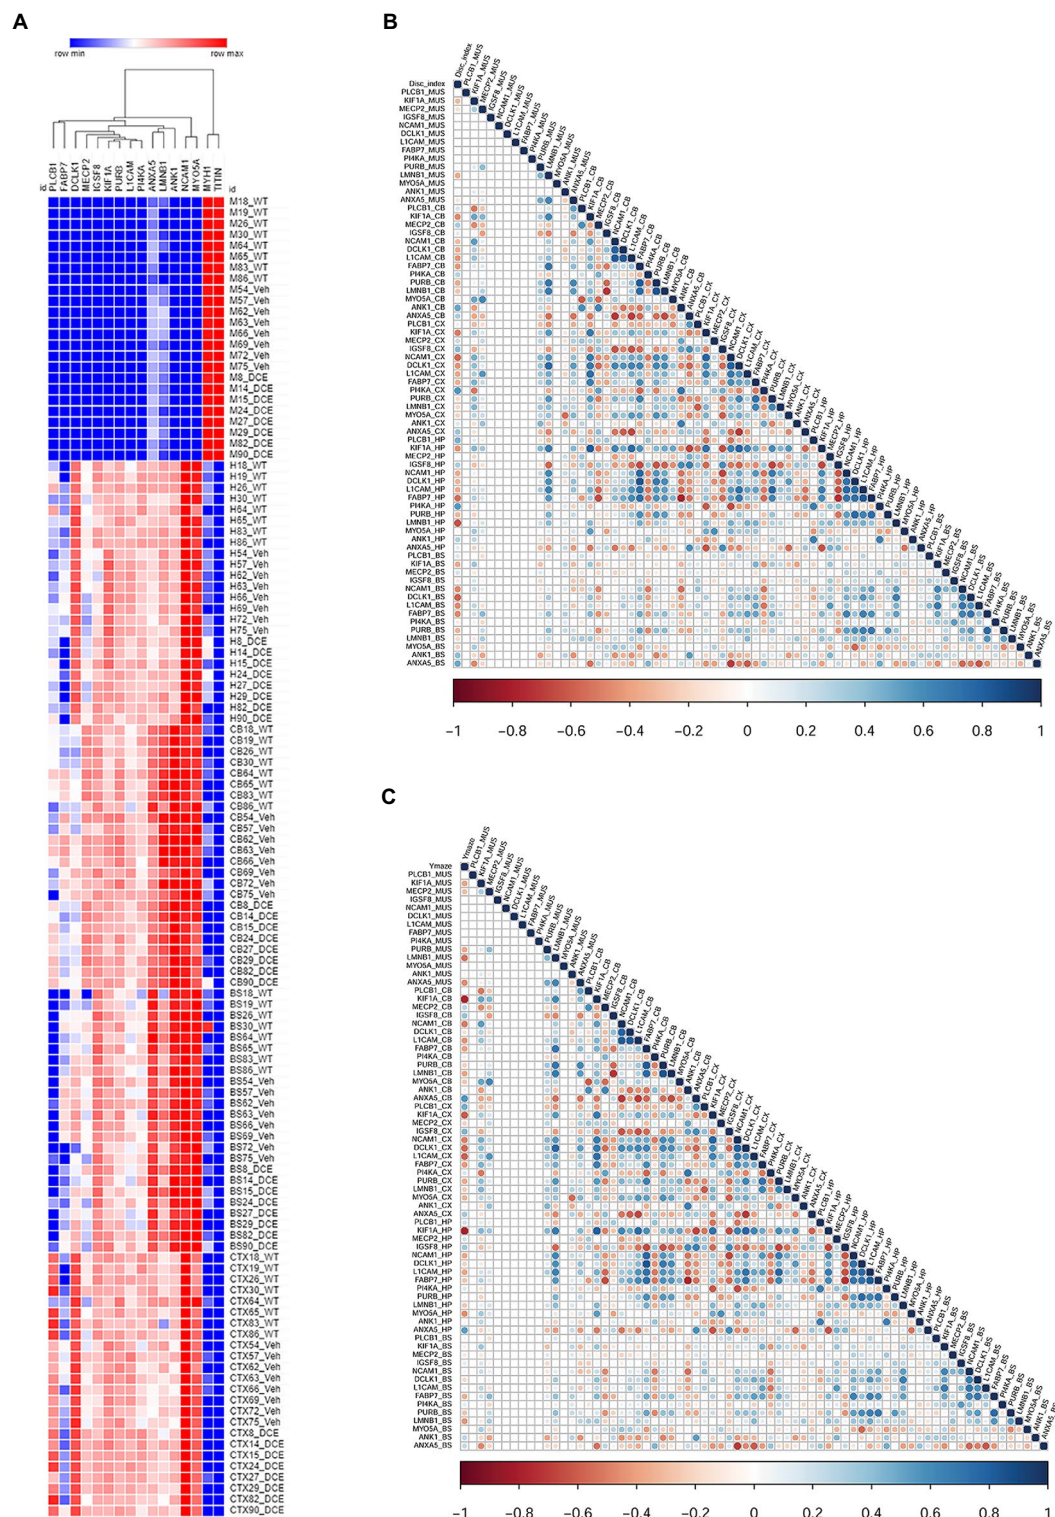 A
row min row max
id PLCB1 FABP7 DCLK1 MECP2 IGSF8 KIF1A PURB L1CAM PI4KA ANXA5 LMNB1 ANK1 NCAM1 MYO5A MYH1 TITIN id
M18_WT
M19_WT
M26_WT
M30_WT
M64_WT
M65_WT
M83_WT
M86_WT
M54_Veh
M57_Veh
M62_Veh
M63_Veh
M66_Veh
M69_Veh
M72_Veh
M75_Veh
M8_DCE
M14_DCE
M15_DCE
M24_DCE
M27_DCE
M29_DCE
M82_DCE
M90_DCE
H18_WT
H19_WT
H26_WT
H30_WT
H64_WT
H65_WT
H83_WT
H86_WT
H54_Veh
H57_Veh
H62_Veh
H63_Veh
H66_Veh
H69_Veh
H72_Veh
H75_Veh
H8_DCE
H14_DCE
H15_DCE
H24_DCE
H27_DCE
H29_DCE
H82_DCE
H90_DCE
CB18_WT
CB19_WT
CB26_WT
CB30_WT
CB64_WT
CB65_WT
CB83_WT
CB86_WT
CB54_Veh
CB57_Veh
CB62_Veh
CB63_Veh
CB66_Veh
CB69_Veh
CB72_Veh
CB75_Veh
CB8_DCE
CB14_DCE
CB15_DCE
CB24_DCE
CB27_DCE
CB29_DCE
CB82_DCE
CB90_DCE
BS18_WT
BS19_WT
BS26_WT
BS30_WT
BS64_WT
BS65_WT
BS83_WT
BS86_WT
BS54_Veh
BS57_Veh
BS62_Veh
BS63_Veh
BS66_Veh
BS69_Veh
BS72_Veh
BS75_Veh
BS8_DCE
BS14_DCE
BS15_DCE
BS24_DCE
BS27_DCE
BS29_DCE
BS82_DCE
BS90_DCE
CTX18_WT
CTX19_WT
CTX26_WT
CTX30_WT
CTX64_WT
CTX65_WT
CTX83_WT
CTX86_WT
CTX54_Veh
CTX57_Veh
CTX62_Veh
CTX63_Veh
CTX66_Veh
CTX69_Veh
CTX72_Veh
CTX75_Veh
CTX8_DCE
CTX14_DCE
CTX15_DCE
CTX24_DCE
CTX27_DCE
CTX29_DCE
CTX82_DCE
CTX90_DCE
B
Disc_index
PLCB1_MUS
KIF1A_MUS
MECP2_MUS
IGSF8_MUS
NCAM1_MUS
DCLK1_MUS
L1CAM_MUS
FABP7_MUS
PI4KA_MUS
PURB_MUS
LMNB1_MUS
MYO5A_MUS
ANK1_MUS
ANXA5_MUS
PLCB1_CB
KIF1A_CB
MECP2_CB
IGSF8_CB
NCAM1_CB
DCLK1_CB
L1CAM_CB
FABP7_CB
PI4KA_CB
PURB_CB
LMNB1_CB
MYO5A_CB
ANK1_CB
ANXA5_CB
PLCB1_CX
KIF1A_CX
MECP2_CX
IGSF8_CX
NCAM1_CX
DCLK1_CX
L1CAM_CX
FABP7_CX
PI4KA_CX
PURB_CX
LMNB1_CX
MYO5A_CX
ANK1_CX
ANXA5_CX
PLCB1_HP
KIF1A_HP
MECP2_HP
IGSF8_HP
NCAM1_HP
DCLK1_HP
L1CAM_HP
FABP7_HP
PI4KA_HP
PURB_HP
LMNB1_HP
MYO5A_HP
ANK1_HP
ANXA5_HP
PLCB1_BS
KIF1A_BS
MECP2_BS
IGSF8_BS
NCAM1_BS
DCLK1_BS
L1CAM_BS
FABP7_BS
PI4KA_BS
PURB_BS
LMNB1_BS
MYO5A_BS
ANK1_BS
ANXA5_BS
−1 −0.8 −0.6 −0.4 −0.2 0 0.2 0.4 0.6 0.8 1
C
Ymaze
PLCB1_MUS
KIF1A_MUS
MECP2_MUS
IGSF8_MUS
NCAM1_MUS
DCLK1_MUS
L1CAM_MUS
FABP7_MUS
PI4KA_MUS
PURB_MUS
LMNB1_MUS
MYO5A_MUS
ANK1_MUS
ANXA5_MUS
PLCB1_CB
KIF1A_CB
MECP2_CB
IGSF8_CB
NCAM1_CB
DCLK1_CB
L1CAM_CB
FABP7_CB
PI4KA_CB
PURB_CB
LMNB1_CB
MYO5A_CB
ANK1_CB
ANXA5_CB
PLCB1_CX
KIF1A_CX
MECP2_CX
IGSF8_CX
NCAM1_CX
DCLK1_CX
L1CAM_CX
FABP7_CX
PI4KA_CX
PURB_CX
LMNB1_CX
MYO5A_CX
ANK1_CX
ANXA5_CX
PLCB1_HP
KIF1A_HP
MECP2_HP
IGSF8_HP
NCAM1_HP
DCLK1_HP
L1CAM_HP
FABP7_HP
PI4KA_HP
PURB_HP
LMNB1_HP
MYO5A_HP
ANK1_HP
ANXA5_HP
PLCB1_BS
KIF1A_BS
MECP2_BS
IGSF8_BS
NCAM1_BS
DCLK1_BS
L1CAM_BS
FABP7_BS
PI4KA_BS
PURB_BS
LMNB1_BS
MYO5A_BS
ANK1_BS
ANXA5_BS
−1 −0.8 −0.6 −0.4 −0.2 0 0.2 0.4 0.6 0.8 1